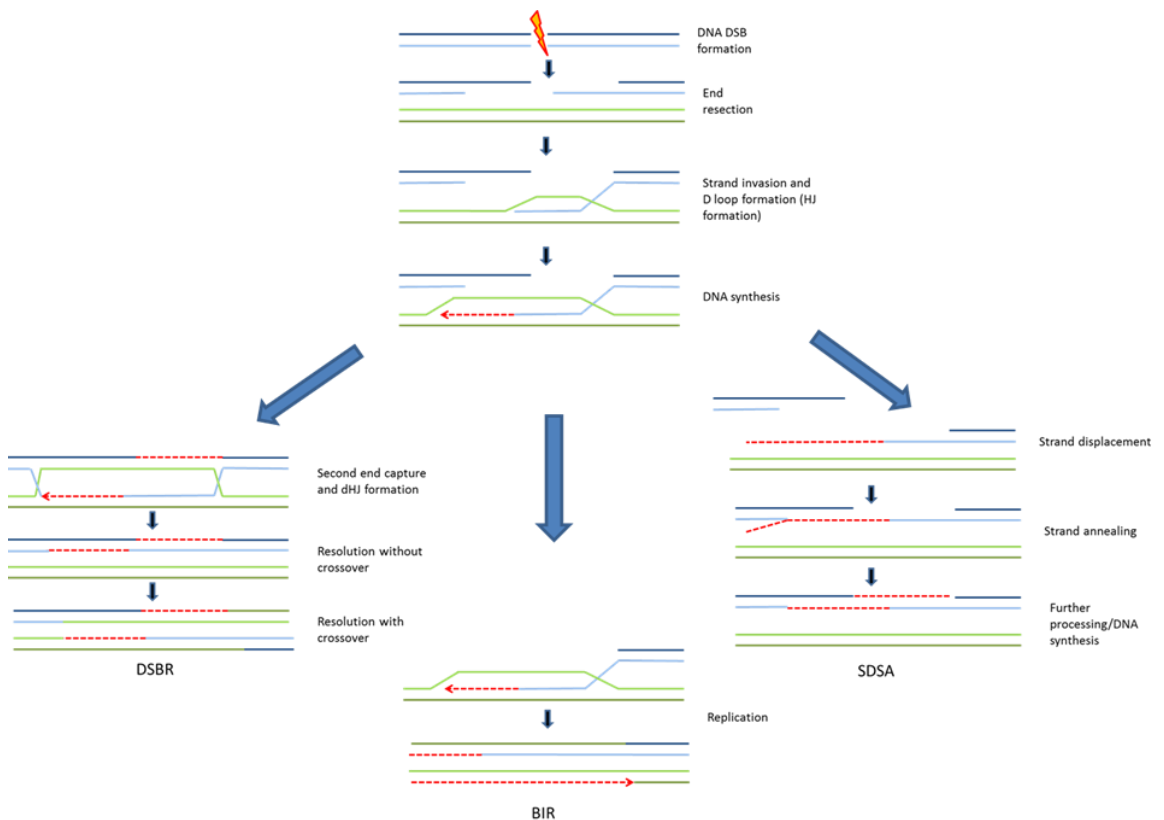 DNA DSB
formation
End
resection
Strand invasion and
D loop formation (HJ
formation)
DNA synthesis
Second end capture
and dHJ formation
Resolution without
crossover
Resolution with
crossover
DSBR
Replication
BIR
Strand displacement
Strand annealing
Further
processing/DNA
synthesis
SDSA